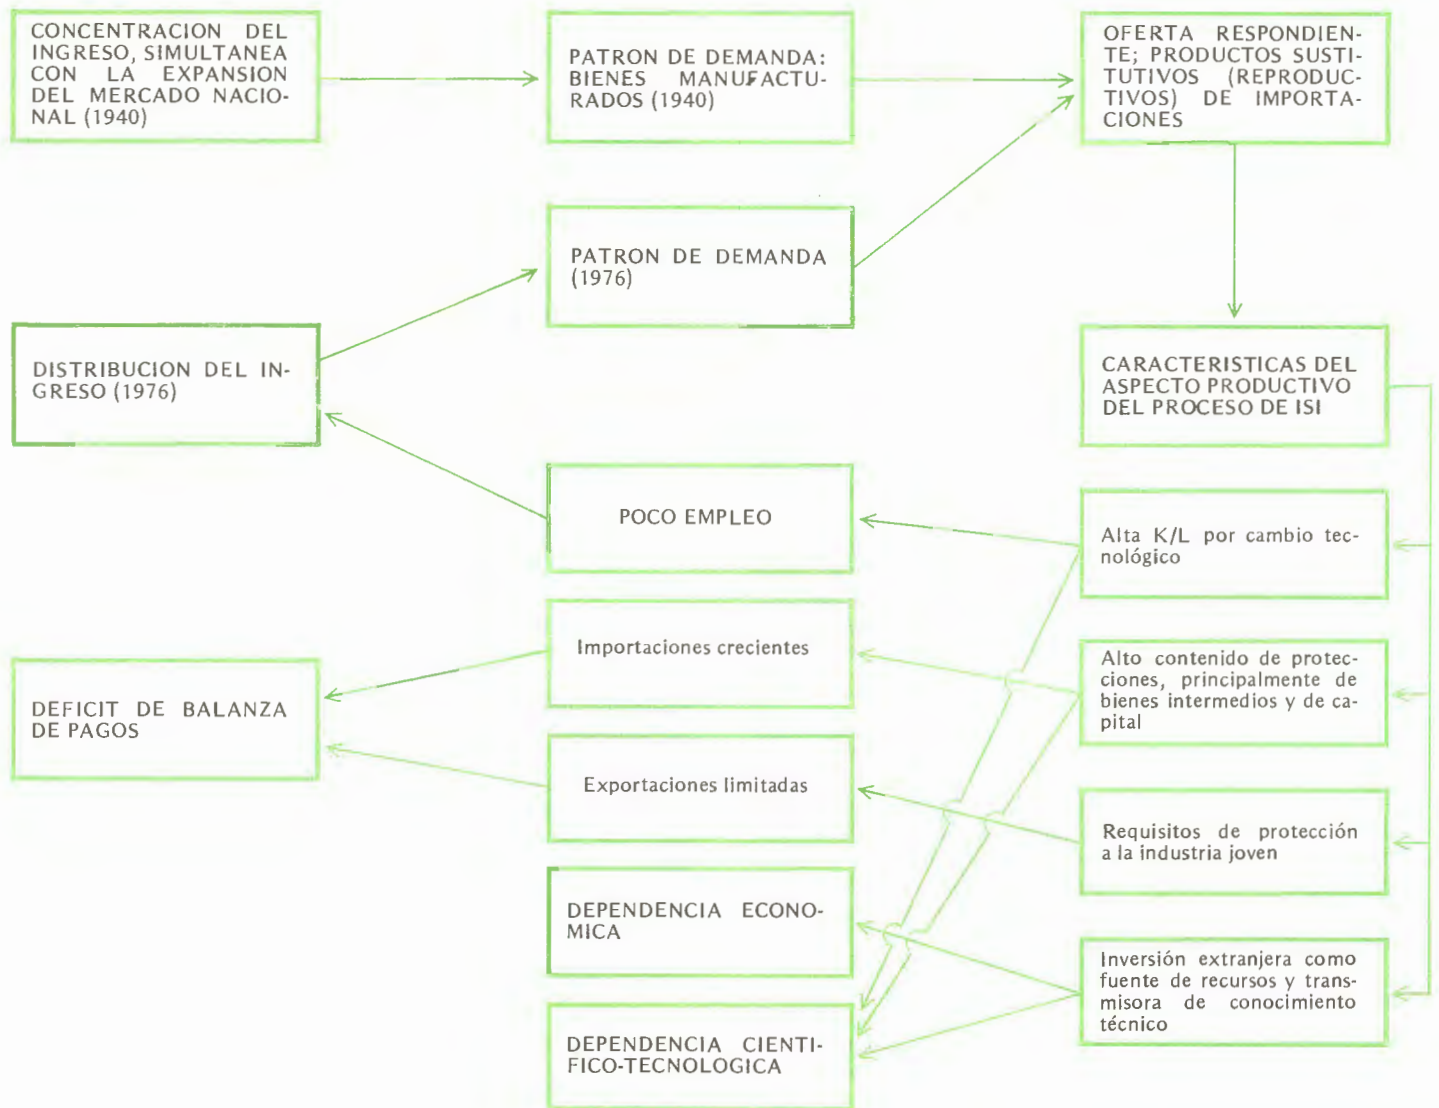 CONCENTRACION DEL
INGRESO, SIMULTANEA
CON LA EXPANSION
DEL MERCADO NACIO-
NAL (1940)
PATRON DE DEMANDA:
BIENES MANUFACTU-
RADOS (1940)
OFERTA RESPONDIEN-
TE; PRODUCTOS SUSTI-
TUTIVOS (REPRODUC-
TIVOS) DE IMPORTA-
CIONES
PATRON DE DEMANDA
(1976)
DISTRIBUCION DEL IN-
GRESO (1976)
CARACTERISTICAS DEL
ASPECTO PRODUCTIVO
DEL PROCESO DE ISI
POCO EMPLEO
Alta K/L por cambio tec-
nológico
Importaciones crecientes
Alto contenido de protec-
ciones, principalmente de
bienes intermedios y de ca-
pital
DEFICIT DE BALANZA
DE PAGOS
Exportaciones limitadas
Requisitos de protección
a la industria joven
DEPENDENCIA ECONO-
MICA
Inversión extranjera como
fuente de recursos y trans-
misora de conocimiento
técnico
DEPENDENCIA CIENTI-
FICO-TECNOLOGICA